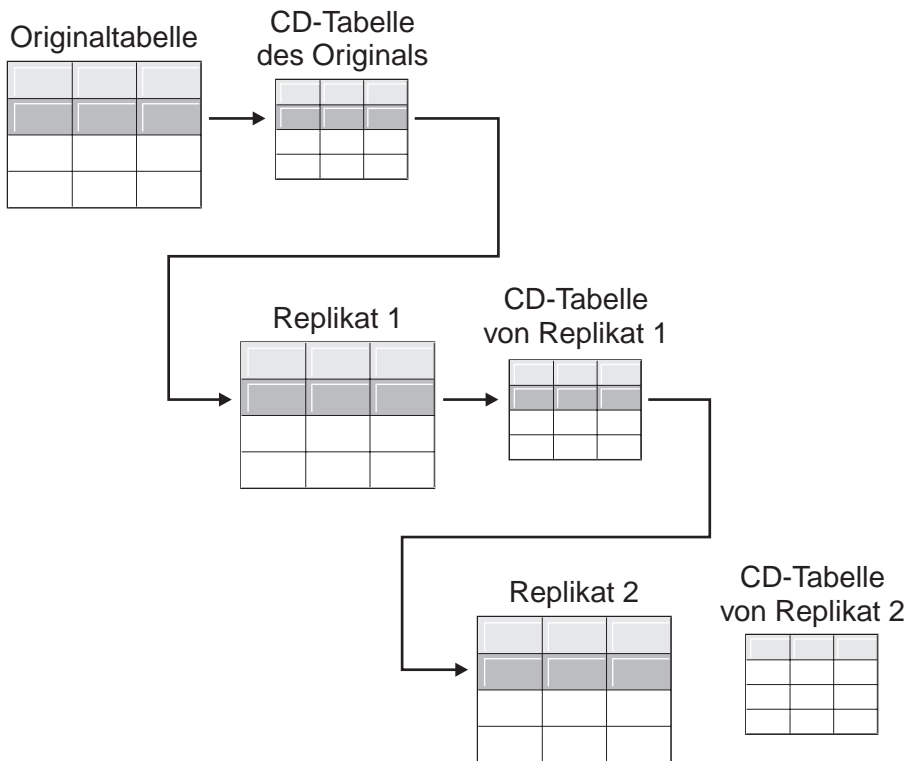 Originaltabelle
CD-Tabelle
des Originals
Replikat 1
CD-Tabelle
von Replikat 1
Replikat 2
CD-Tabelle
von Replikat 2